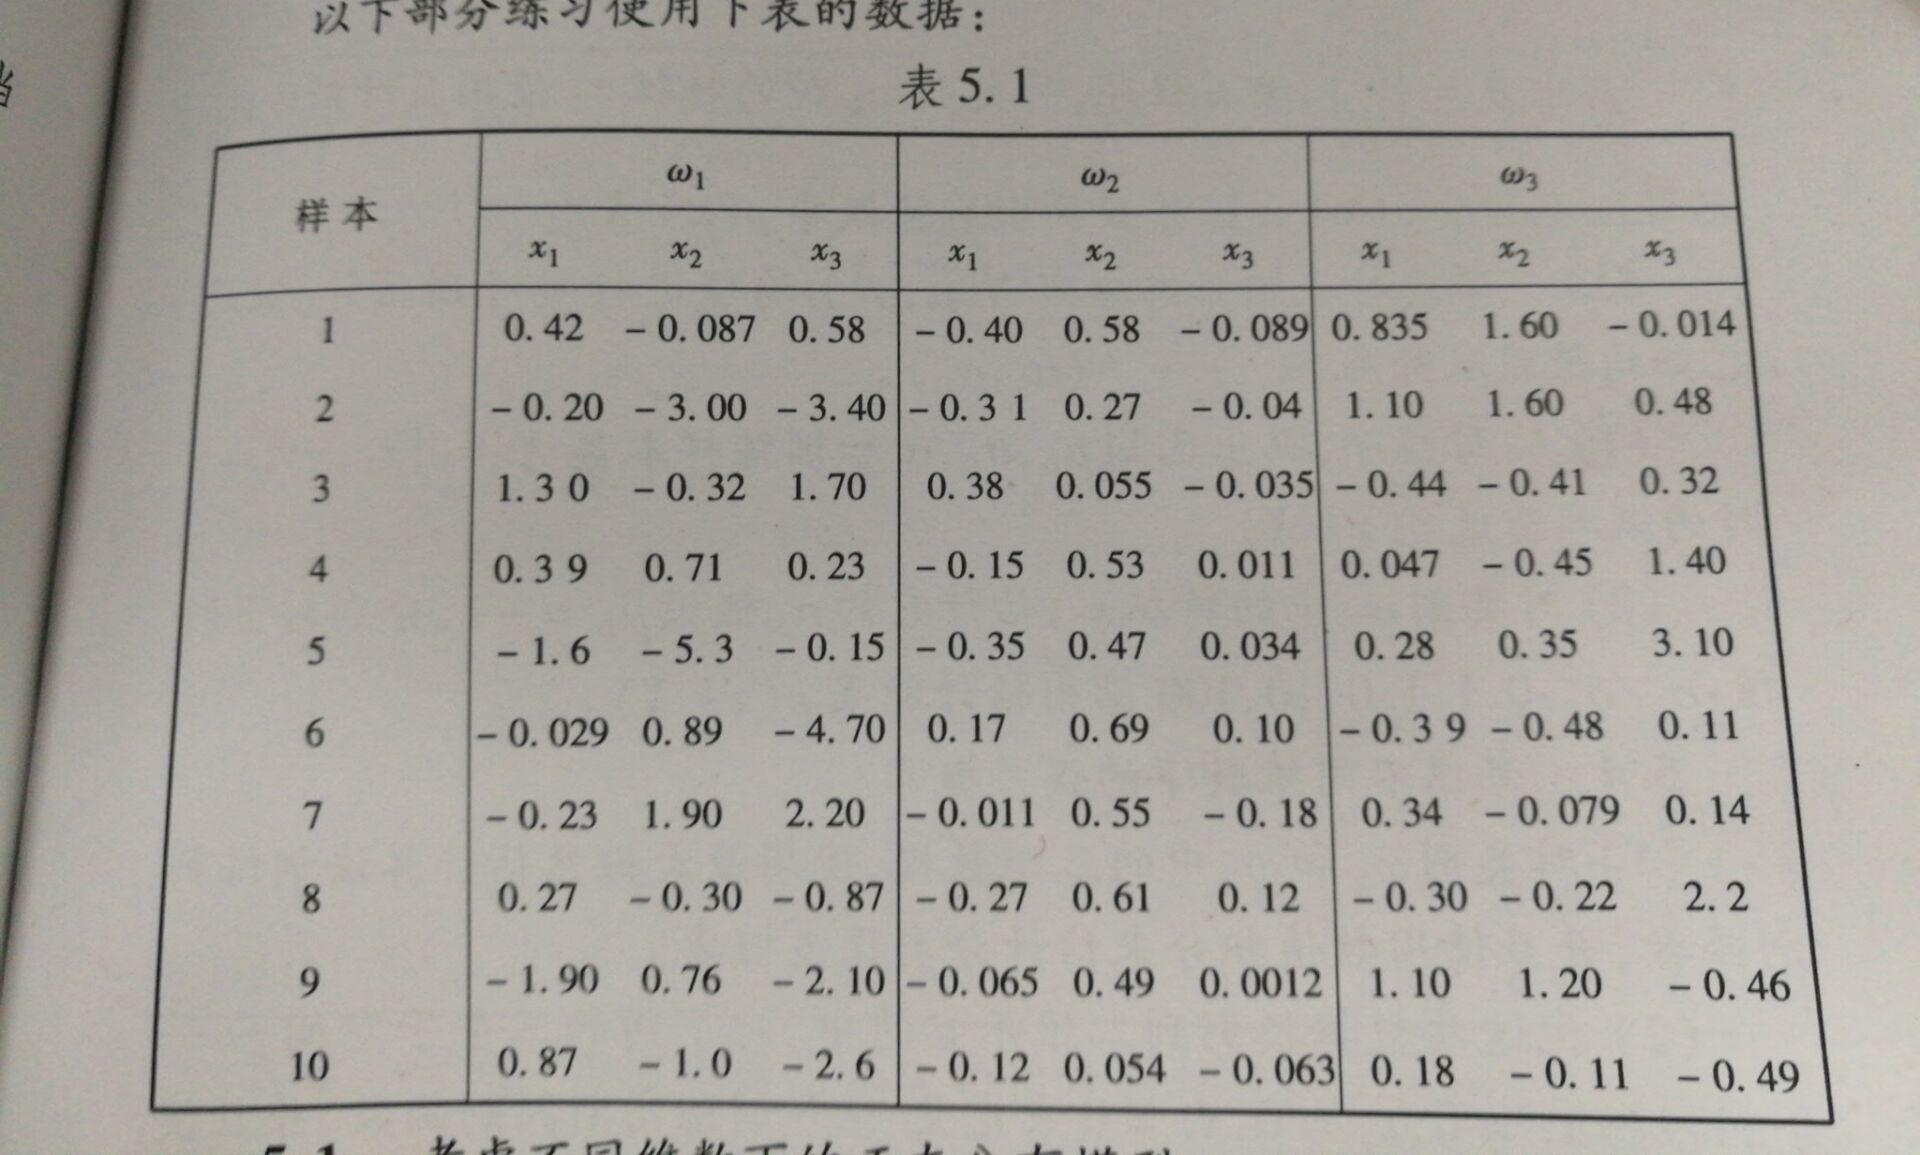 以下部分练习使用下表的数据：
表 5. 1
样 本 ω1 ω2 ω3
x1 x2 x3 x1 x2 x3 x1 x2 x3
1 0. 42 - 0. 087 0. 58 - 0. 40 0. 58 - 0. 089 0. 835 1. 60 - 0. 014
2 - 0. 20 - 3. 00 - 3. 40 - 0. 3 1 0. 27 - 0. 04 1. 10 1. 60 0. 48
3 1. 3 0 - 0. 32 1. 70 0. 38 0. 055 - 0. 035 - 0. 44 - 0. 41 0. 32
4 0. 3 9 0. 71 0. 23 - 0. 15 0. 53 0. 011 0. 047 - 0. 45 1. 40
5 - 1. 6 - 5. 3 - 0. 15 - 0. 35 0. 47 0. 034 0. 28 0. 35 3. 10
6 - 0. 029 0. 89 - 4. 70 0. 17 0. 69 0. 10 - 0. 3 9 - 0. 48 0. 11
7 - 0. 23 1. 90 2. 20 - 0. 011 0. 55 - 0. 18 0. 34 - 0. 079 0. 14
8 0. 27 - 0. 30 - 0. 87 - 0. 27 0. 61 0. 12 - 0. 30 - 0. 22 2. 2
9 - 1. 90 0. 76 - 2. 10 - 0. 065 0. 49 0. 0012 1. 10 1. 20 - 0. 46
10 0. 87 - 1. 0 - 2. 6 - 0. 12 0. 054 - 0. 063 0. 18 - 0. 11 - 0. 49